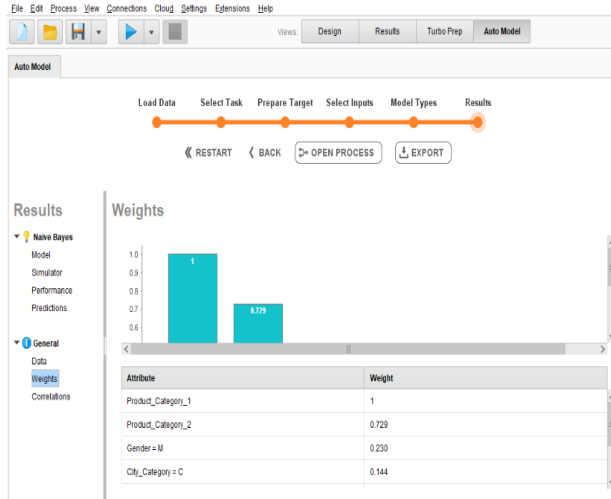 File Edit Process View Connections Cloud Settings Extensions Help
Views: Design Results Turbo Prep Auto Model
Auto Model
Load Data Select Task Prepare Target Select Inputs Model Types Results
RESTART BACK OPEN PROCESS EXPORT
Results
Naive Bayes
Model
Simulator
Performance
Predictions
General
Data
Weights
Correlations
Weights
1.0
0.9
0.8
0.7
0.6
1
0.729
Attribute Weight
Product_Category_1 1
Product_Category_2 0.729
Gender = M 0.230
City_Category = C 0.144